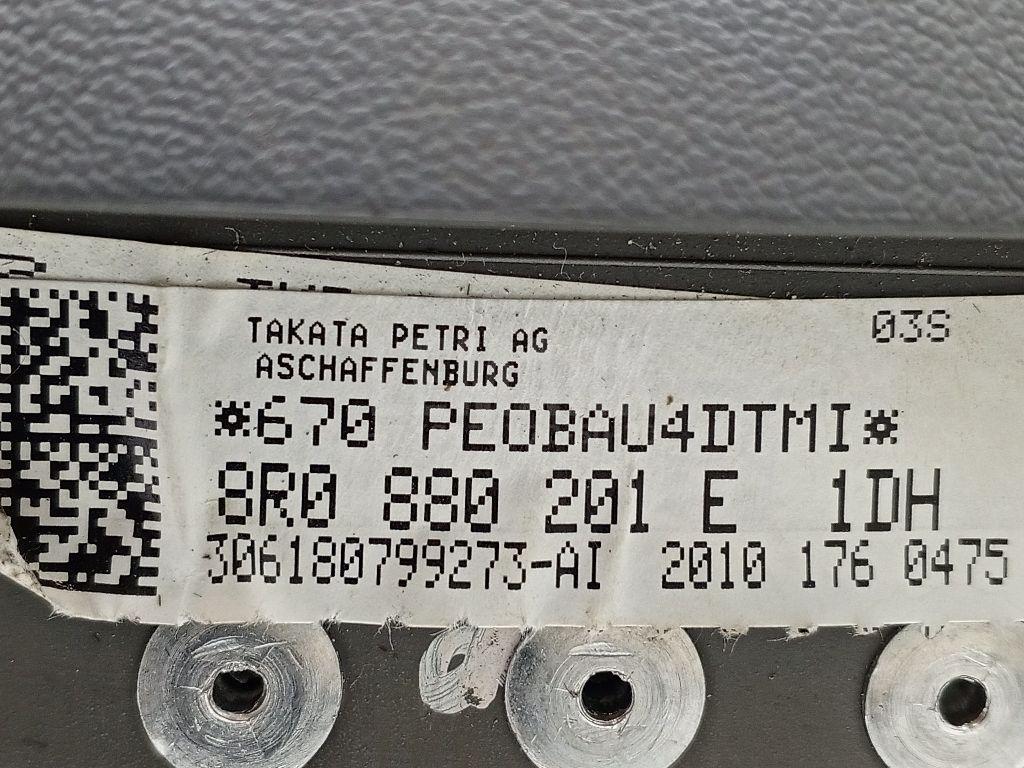 TAKATA PETRI AG 03S
ASCHAFFENBURG
*670 PEOBAU4DTMI*
8R0 880 201 E 1DH
306180799273-AI 2010 176 0475